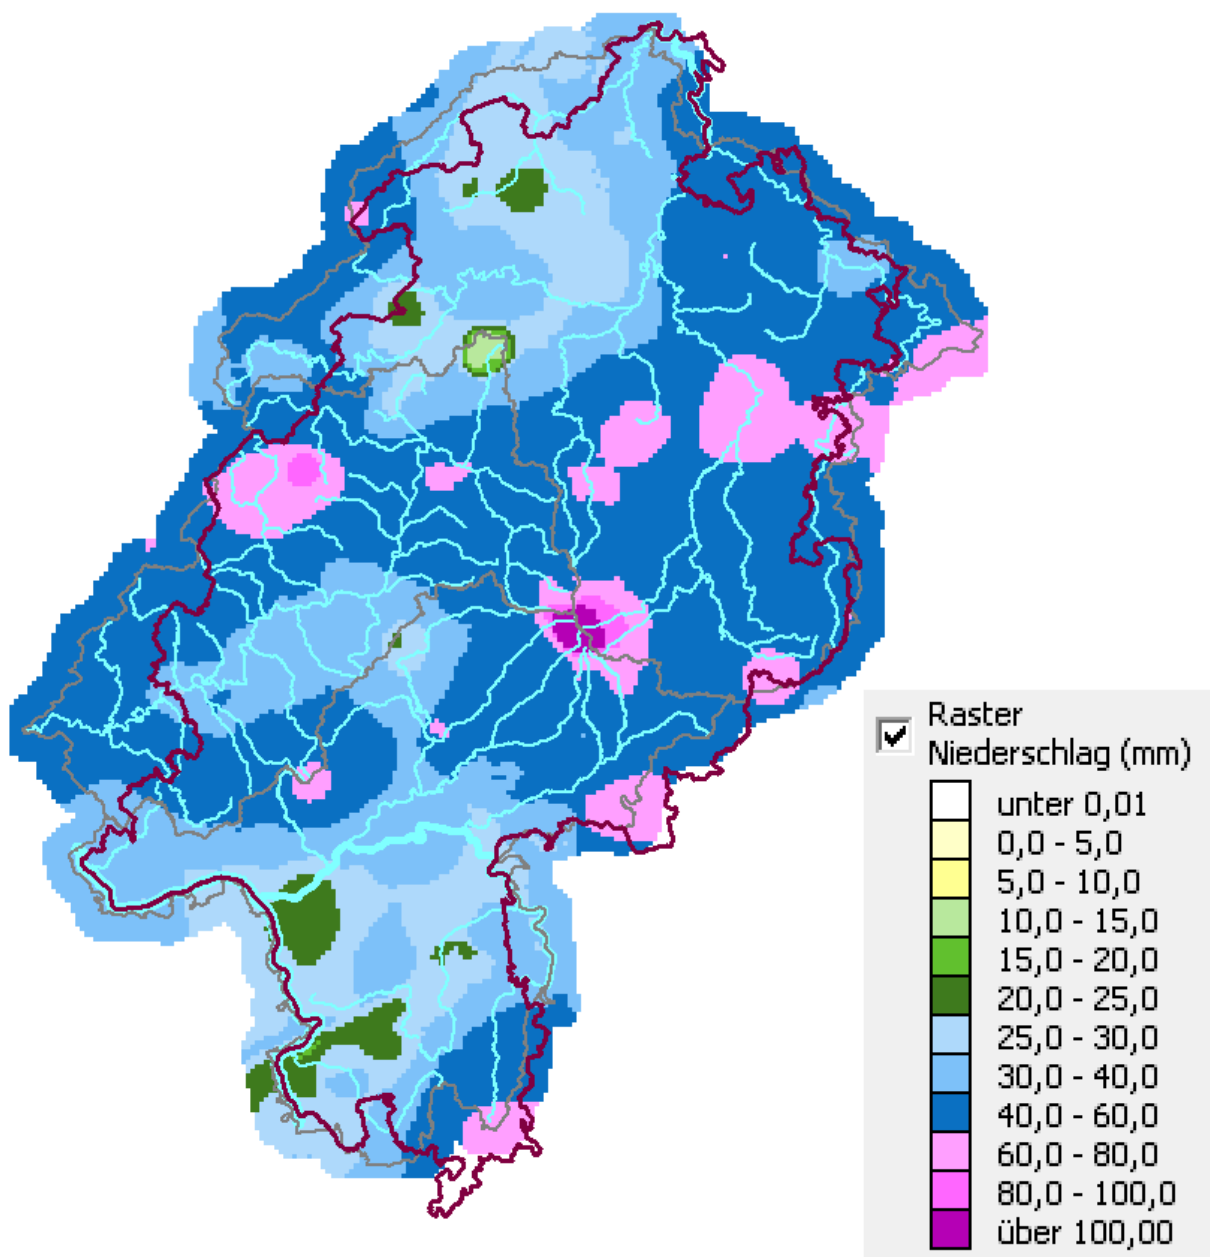 Raster
Niederschlag (mm)
unter 0,01
0,0 - 5,0
5,0 - 10,0
10,0 - 15,0
15,0 - 20,0
20,0 - 25,0
25,0 - 30,0
30,0 - 40,0
40,0 - 60,0
60,0 - 80,0
80,0 - 100,0
über 100,00